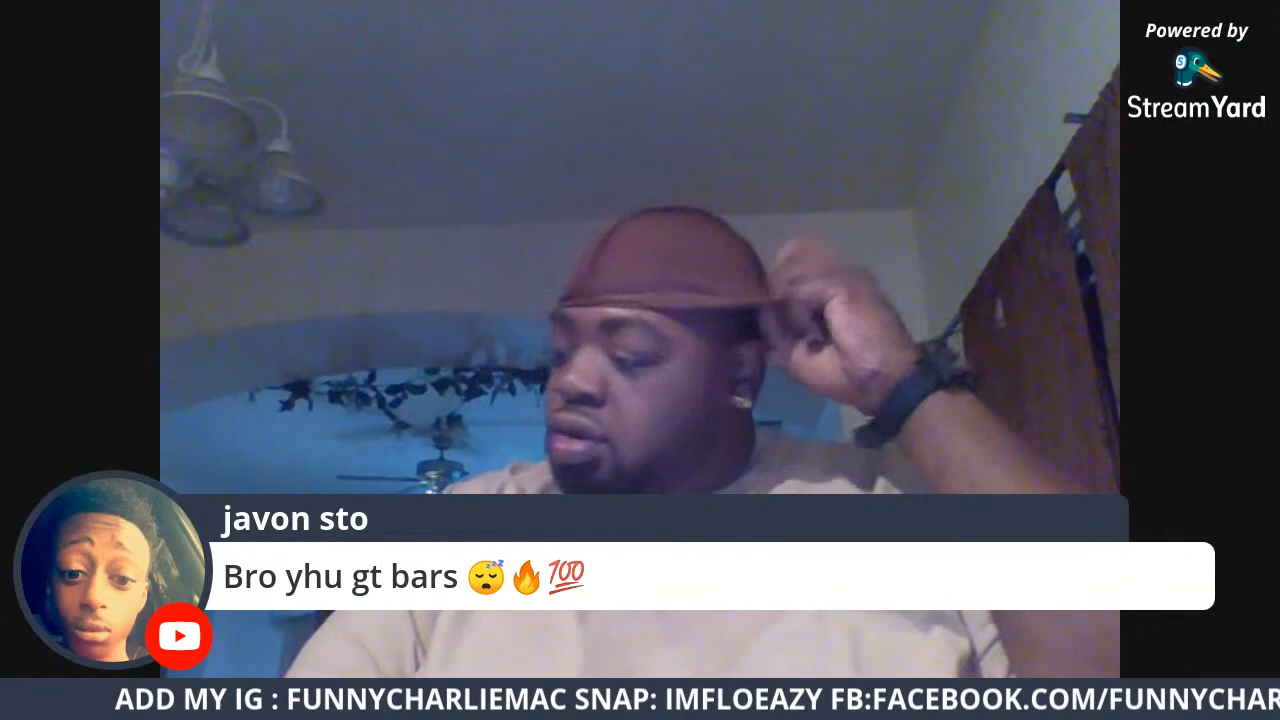 Powered by
StreamYard
javon sto
Bro yhu gt bars 😴🔥💯
ADD MY IG : FUNNYCHARLIEMAC SNAP: IMFLOEAZY FB:FACEBOOK.COM/FUNNYCHAR